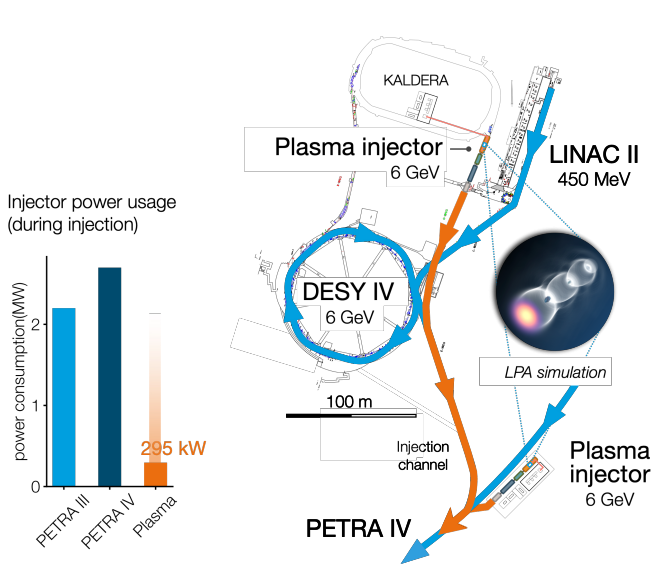 KALDERA
Plasma injector
6 GeV
LINAC II
450 MeV
Injector power usage
(during injection)
power consumption(MW)
2
1
0
295 kW
PETRA III
PETRA IV
Plasma
DESY IV
6 GeV
LPA simulation
100 m
Injection
channel
Plasma
injector
6 GeV
PETRA IV